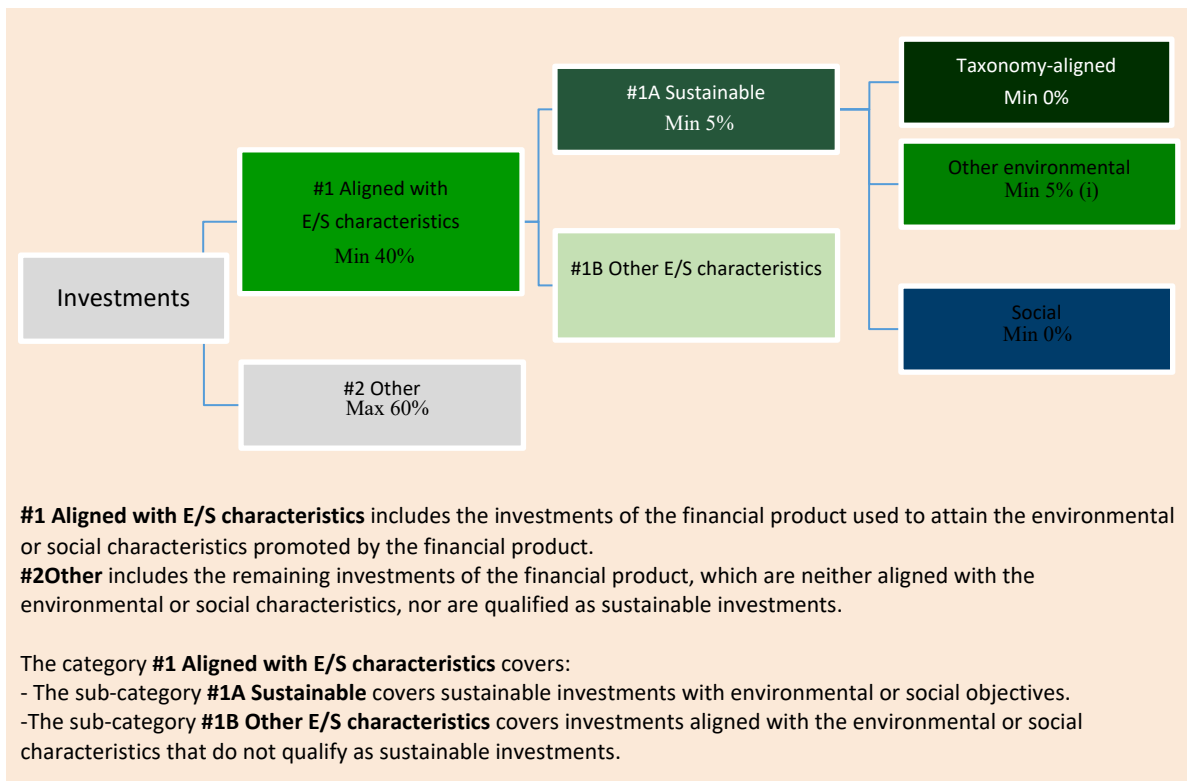 Investments
#1 Aligned with
E/S characteristics
Min 40%
#2 Other
Max 60%
#1A Sustainable
Min 5%
#1B Other E/S characteristics
Taxonomy-aligned
Min 0%
Other environmental
Min 5% (i)
Social
Min 0%
#1 Aligned with E/S characteristics includes the investments of the financial product used to attain the environmental
or social characteristics promoted by the financial product.
#2Other includes the remaining investments of the financial product, which are neither aligned with the
environmental or social characteristics, nor are qualified as sustainable investments.
The category #1 Aligned with E/S characteristics covers:
- The sub-category #1A Sustainable covers sustainable investments with environmental or social objectives.
-The sub-category #1B Other E/S characteristics covers investments aligned with the environmental or social
characteristics that do not qualify as sustainable investments.